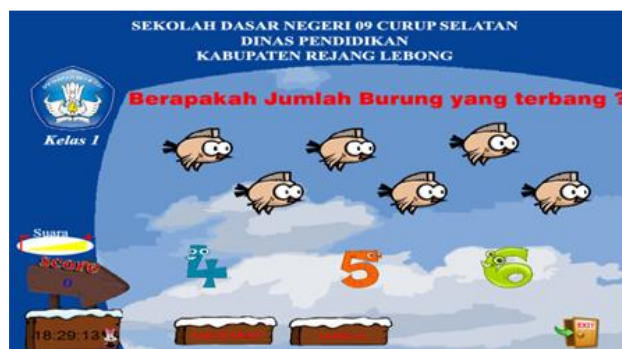 SEKOLAH DASAR NEGERI 09 CURUP SELATAN
DINAS PENDIDIKAN
KABUPATEN REJANG LEBONG
Berapakah Jumlah Burung yang terbang ?
Kelas 1
Suara
score
0
4 5 6
18:29:13
EXIT